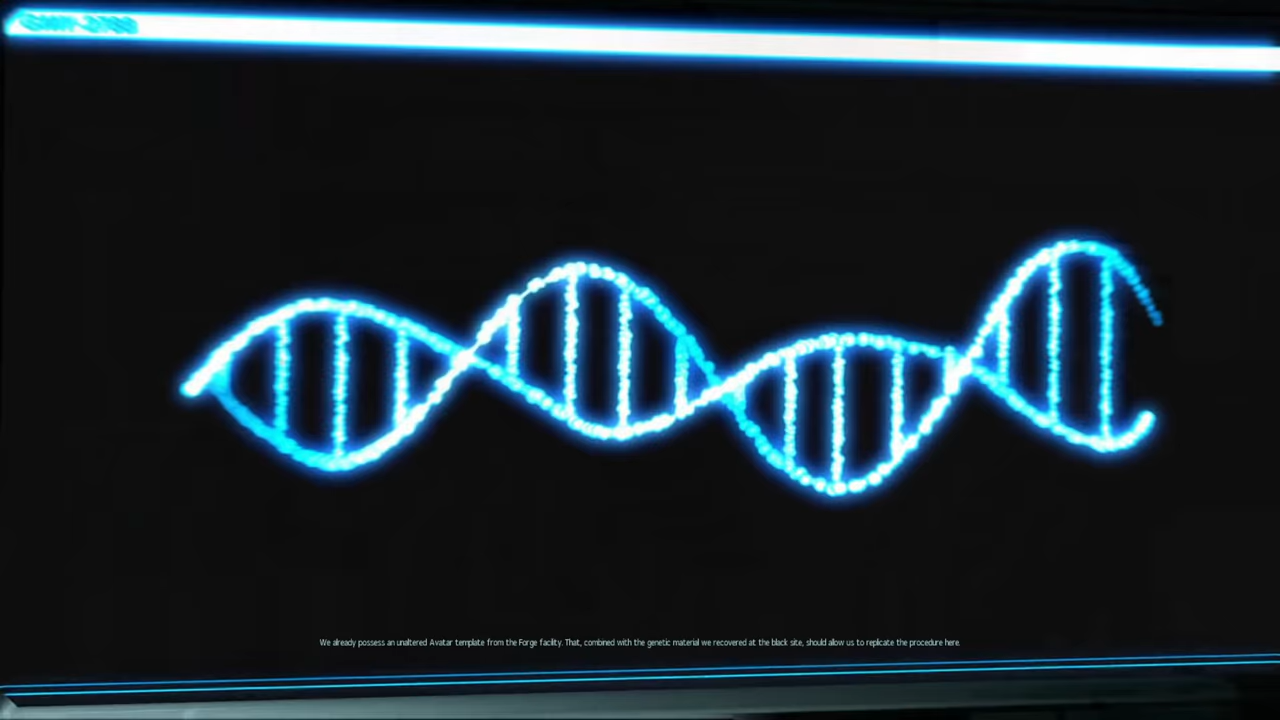 We already possess an unaltered Avatar template from the Forge facility. That, combined with the genetic material we recovered at the black site, should allow us to replicate the procedure here.